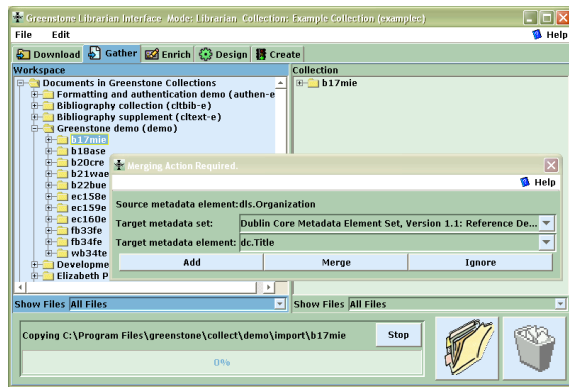 Greenstone Librarian Interface Mode: Librarian Collection: Example Collection (examplec)
File Edit Help
Download Gather Enrich Design Create
Workspace
Documents in Greenstone Collections
Formatting and authentication demo (authen-e
Bibliography collection (cltbib-e)
Bibliography supplement (cltext-e)
Greenstone demo (demo)
b17mie
b18ase
b20cre
b21wae
b22bue
ec158e
ec159e
ec160e
fb33fe
fb34fe
wb34te
Developme
Elizabeth P
Show Files All Files
Collection
b17mie
Show Files All Files
Merging Action Required.
Help
Source metadata element:dls.Organization
Target metadata set: Dublin Core Metadata Element Set, Version 1.1: Reference De...
Target metadata element: dc.Title
Add Merge Ignore
Copying C:\Program Files\greenstone\collect\demo\import\b17mie Stop
0%